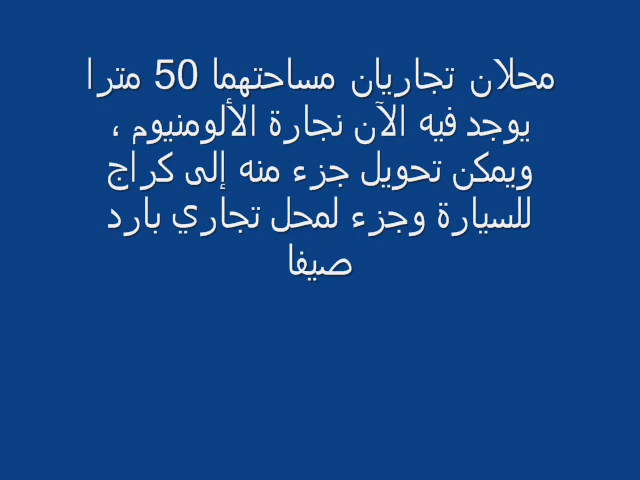 محلان تجاريان مساحتهما 50 مترا
يوجد فيه الآن نجارة الألومنيوم ،
ويمكن تحويل جزء منه إلى كراج
للسيارة وجزء لمحل تجاري بارد
صيفا